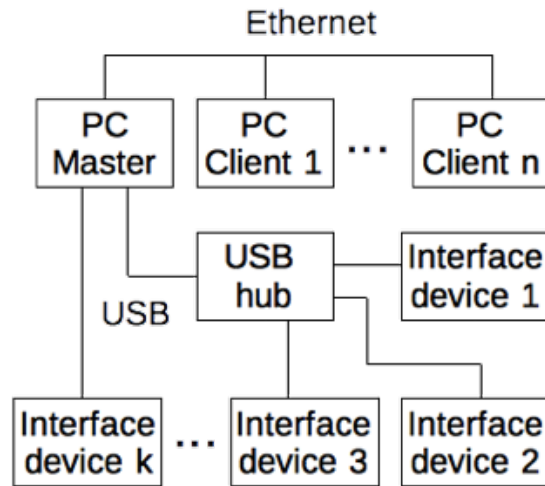 Ethernet
PC
Master
PC
Client 1
...
PC
Client n
USB
hub
Interface
device 1
USB
Interface
device k
...
Interface
device 3
Interface
device 2